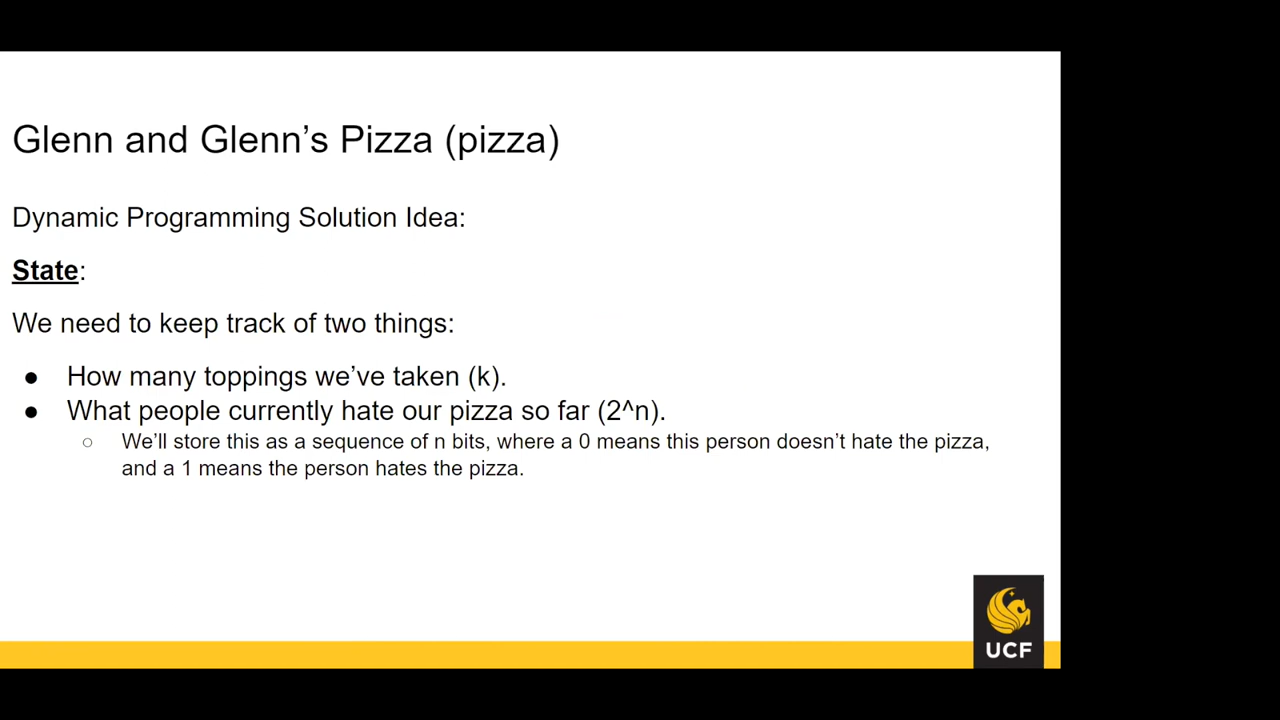 Glenn and Glenn’s Pizza (pizza)
Dynamic Programming Solution Idea:
State:
We need to keep track of two things:
● How many toppings we’ve taken (k).
● What people currently hate our pizza so far (2^n).
○ We’ll store this as a sequence of n bits, where a 0 means this person doesn’t hate the pizza,
and a 1 means the person hates the pizza.
UCF